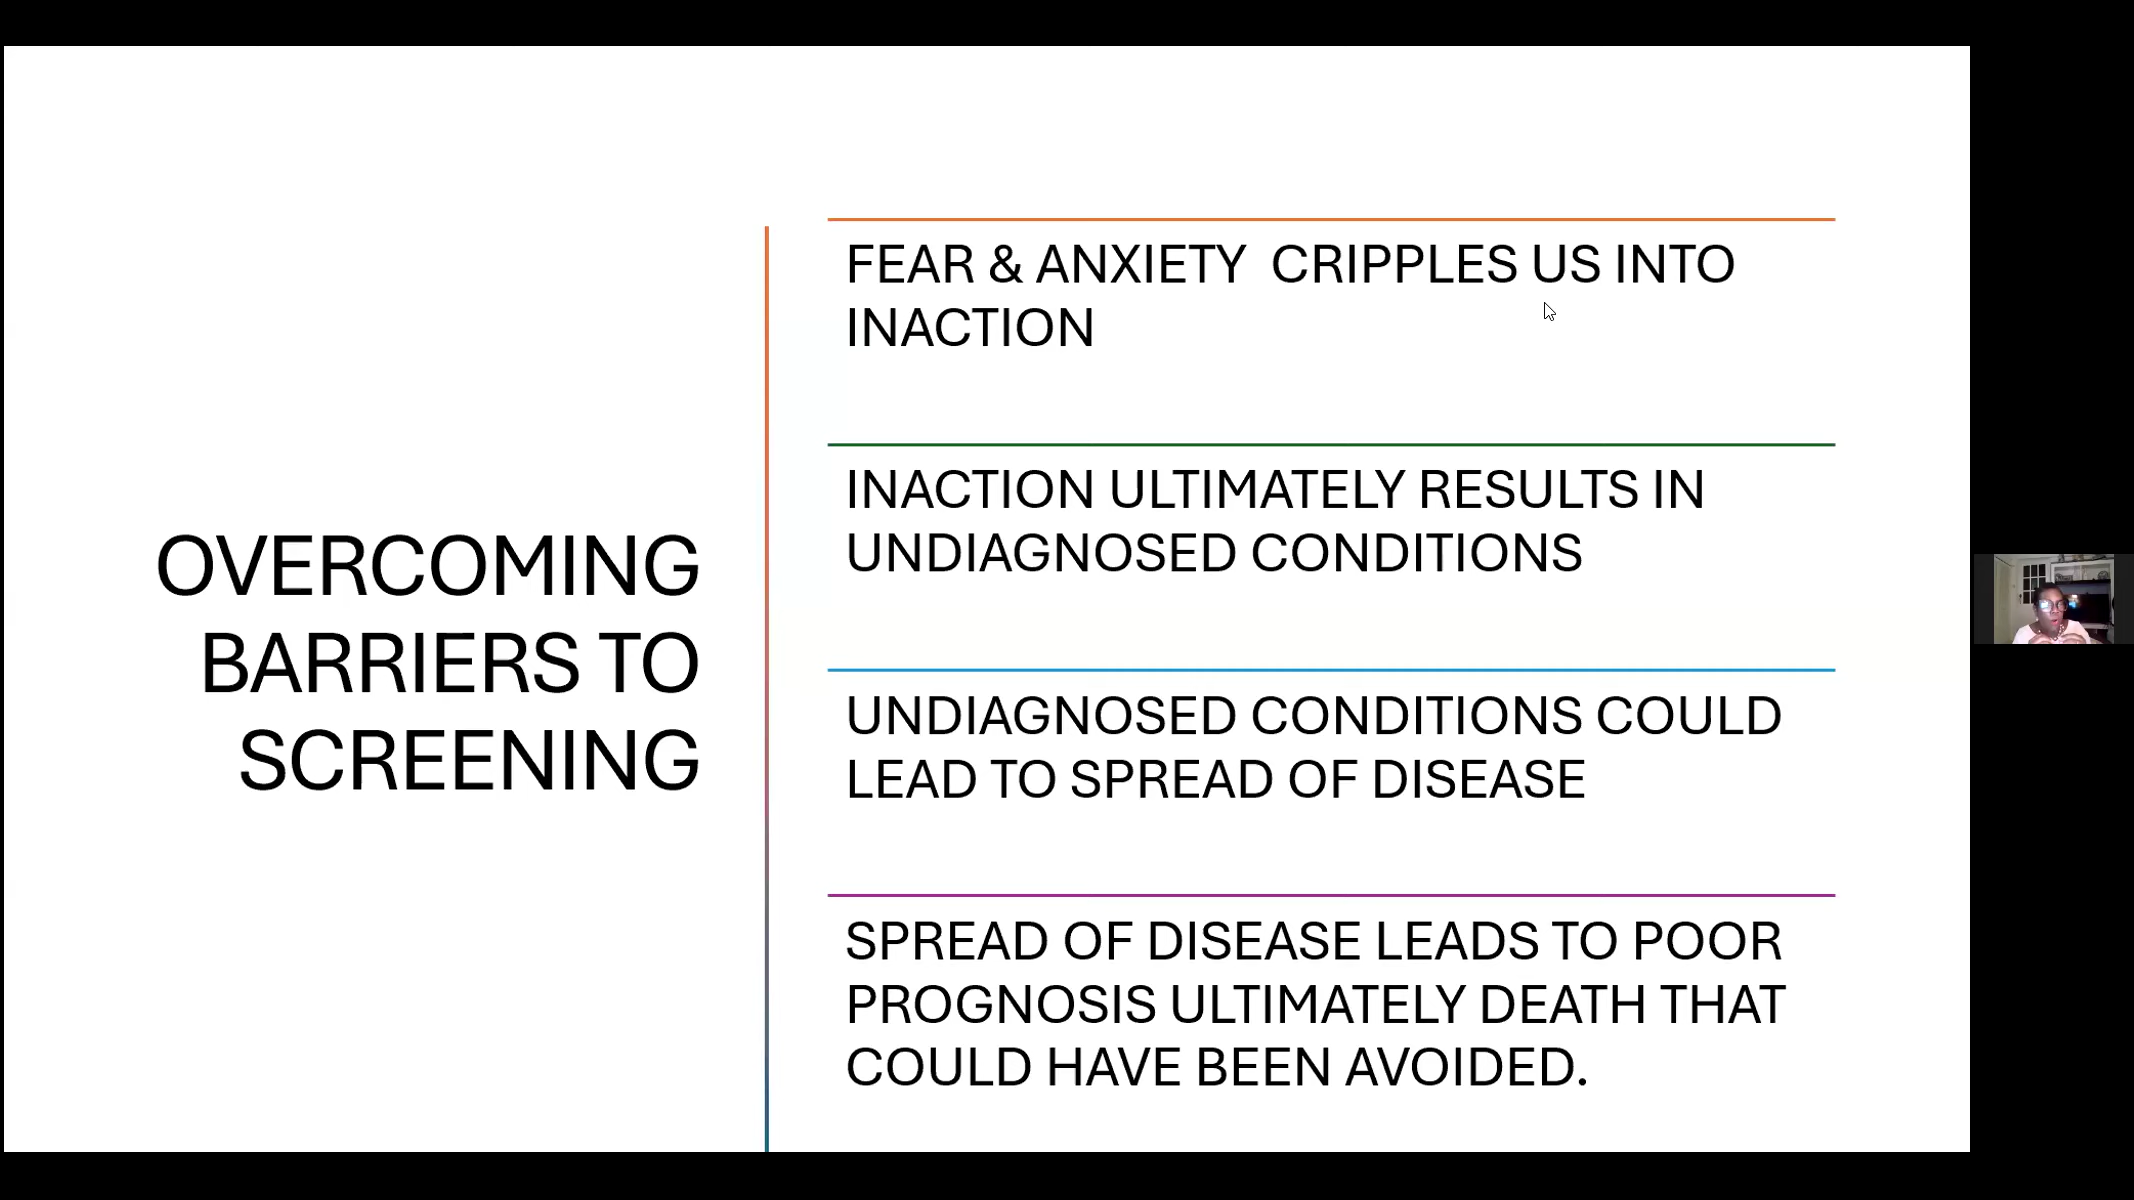 OVERCOMING
BARRIERS TO
SCREENING
FEAR & ANXIETY  CRIPPLES US INTO
INACTION
INACTION ULTIMATELY RESULTS IN
UNDIAGNOSED CONDITIONS
UNDIAGNOSED CONDITIONS COULD
LEAD TO SPREAD OF DISEASE
SPREAD OF DISEASE LEADS TO POOR
PROGNOSIS ULTIMATELY DEATH THAT
COULD HAVE BEEN AVOIDED.